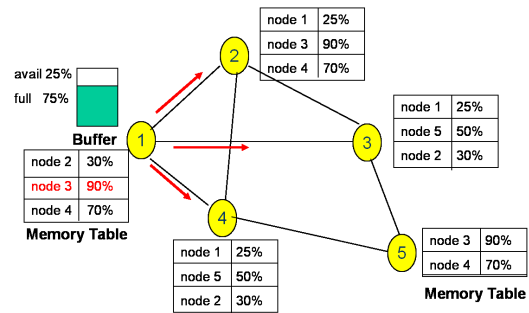 avail 25%
full 75%
Buffer
1
node 2 30%
node 3 90%
node 4 70%
Memory Table
2
node 1 25%
node 3 90%
node 4 70%
3
node 1 25%
node 5 50%
node 2 30%
4
node 1 25%
node 5 50%
node 2 30%
5
node 3 90%
node 4 70%
Memory Table